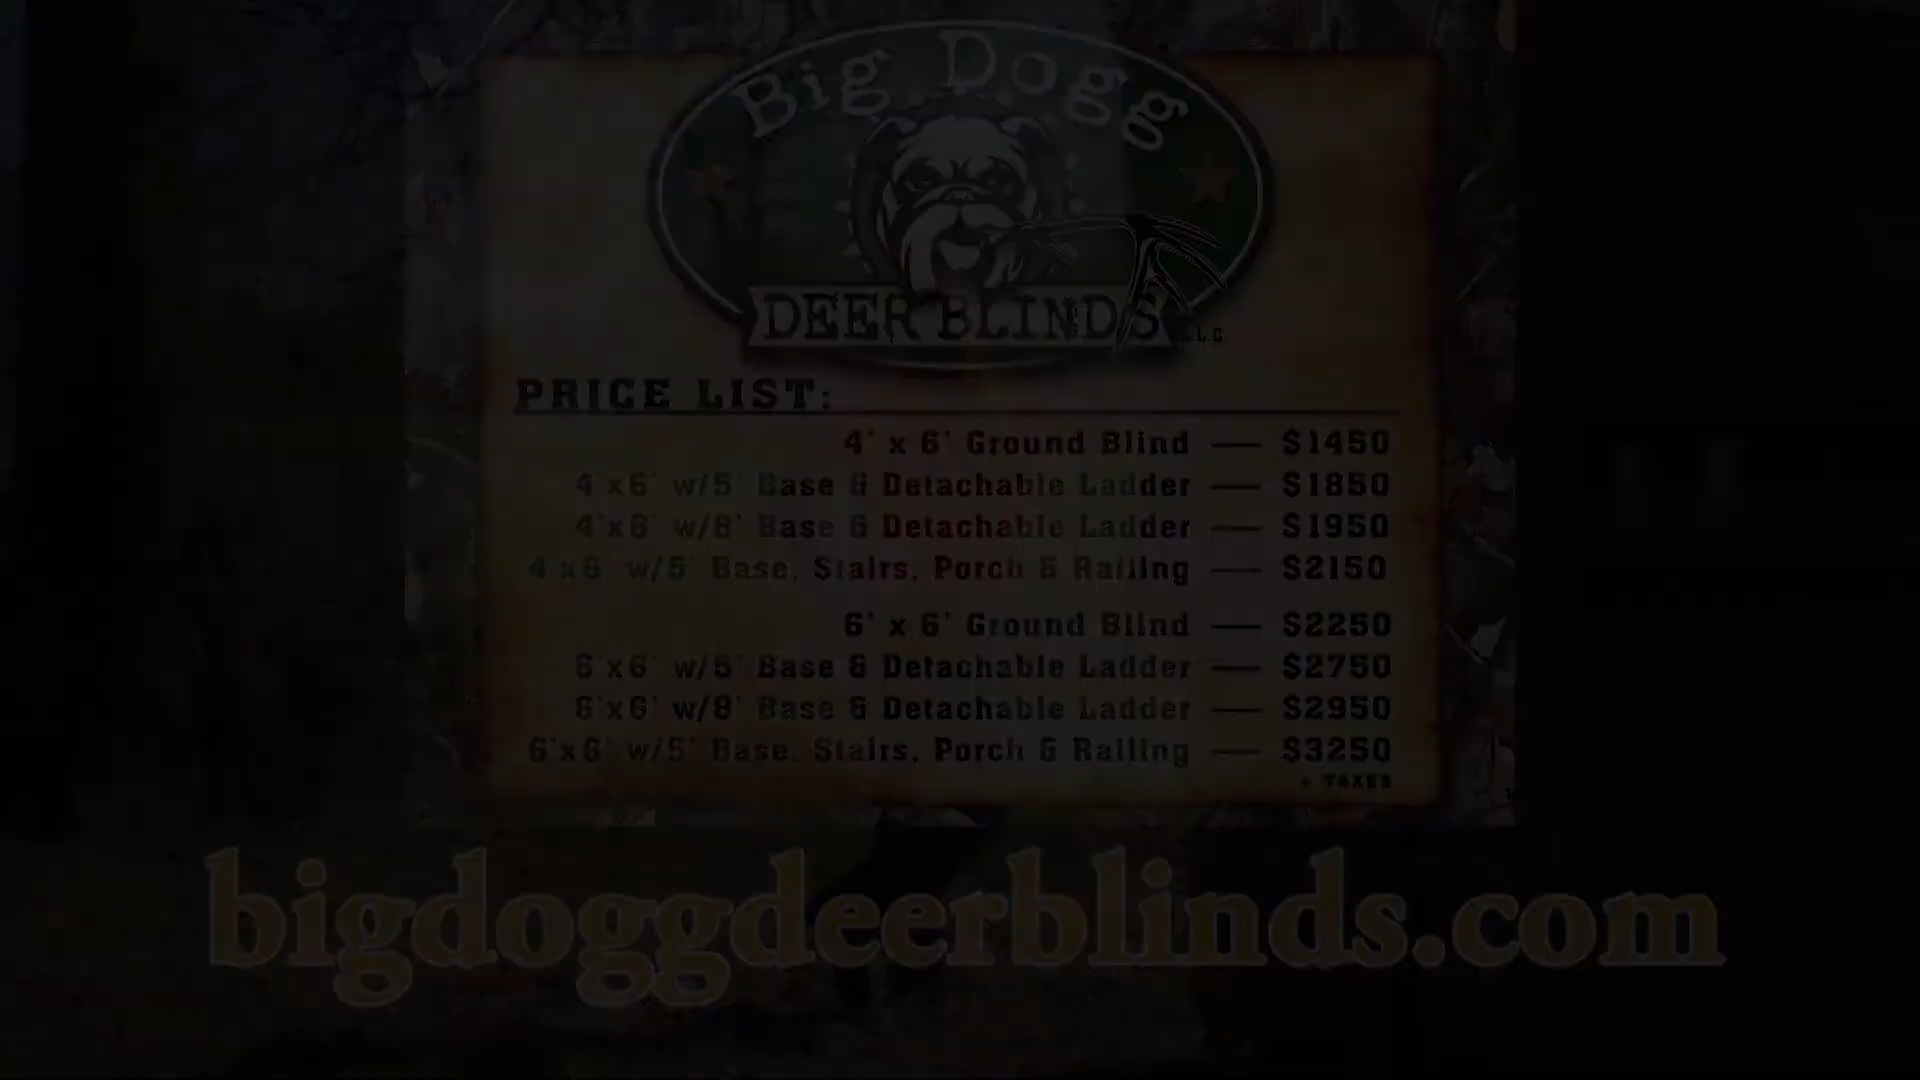 Big Dogg
DEER BLINDS LLC
PRICE LIST:
4' x 6' Ground Blind — $1450
4'x6' w/5' Base & Detachable Ladder — $1850
4'x6' w/8' Base & Detachable Ladder — $1950
4'x6' w/5' Base, Stairs, Porch & Railing — $2150
6' x 6' Ground Blind — $2250
6'x6' w/5' Base & Detachable Ladder — $2750
6'x6' w/8' Base & Detachable Ladder — $2950
6'x6' w/5' Base, Stairs, Porch & Railing — $3250
+ TAXES
bigdoggdeerblinds.com